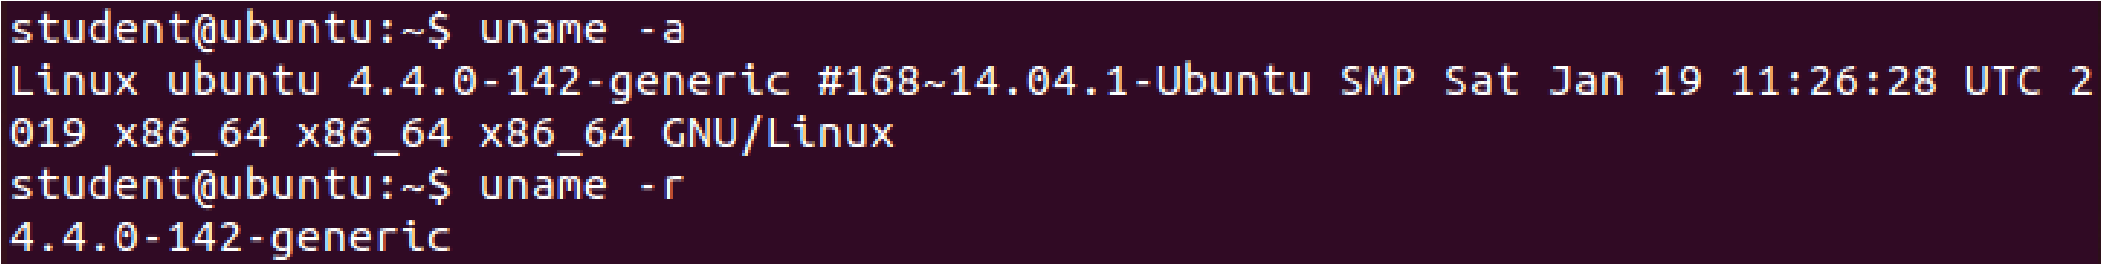 student@ubuntu:~$ uname -a
Linux ubuntu 4.4.0-142-generic #168~14.04.1-Ubuntu SMP Sat Jan 19 11:26:28 UTC 2
019 x86_64 x86_64 x86_64 GNU/Linux
student@ubuntu:~$ uname -r
4.4.0-142-generic